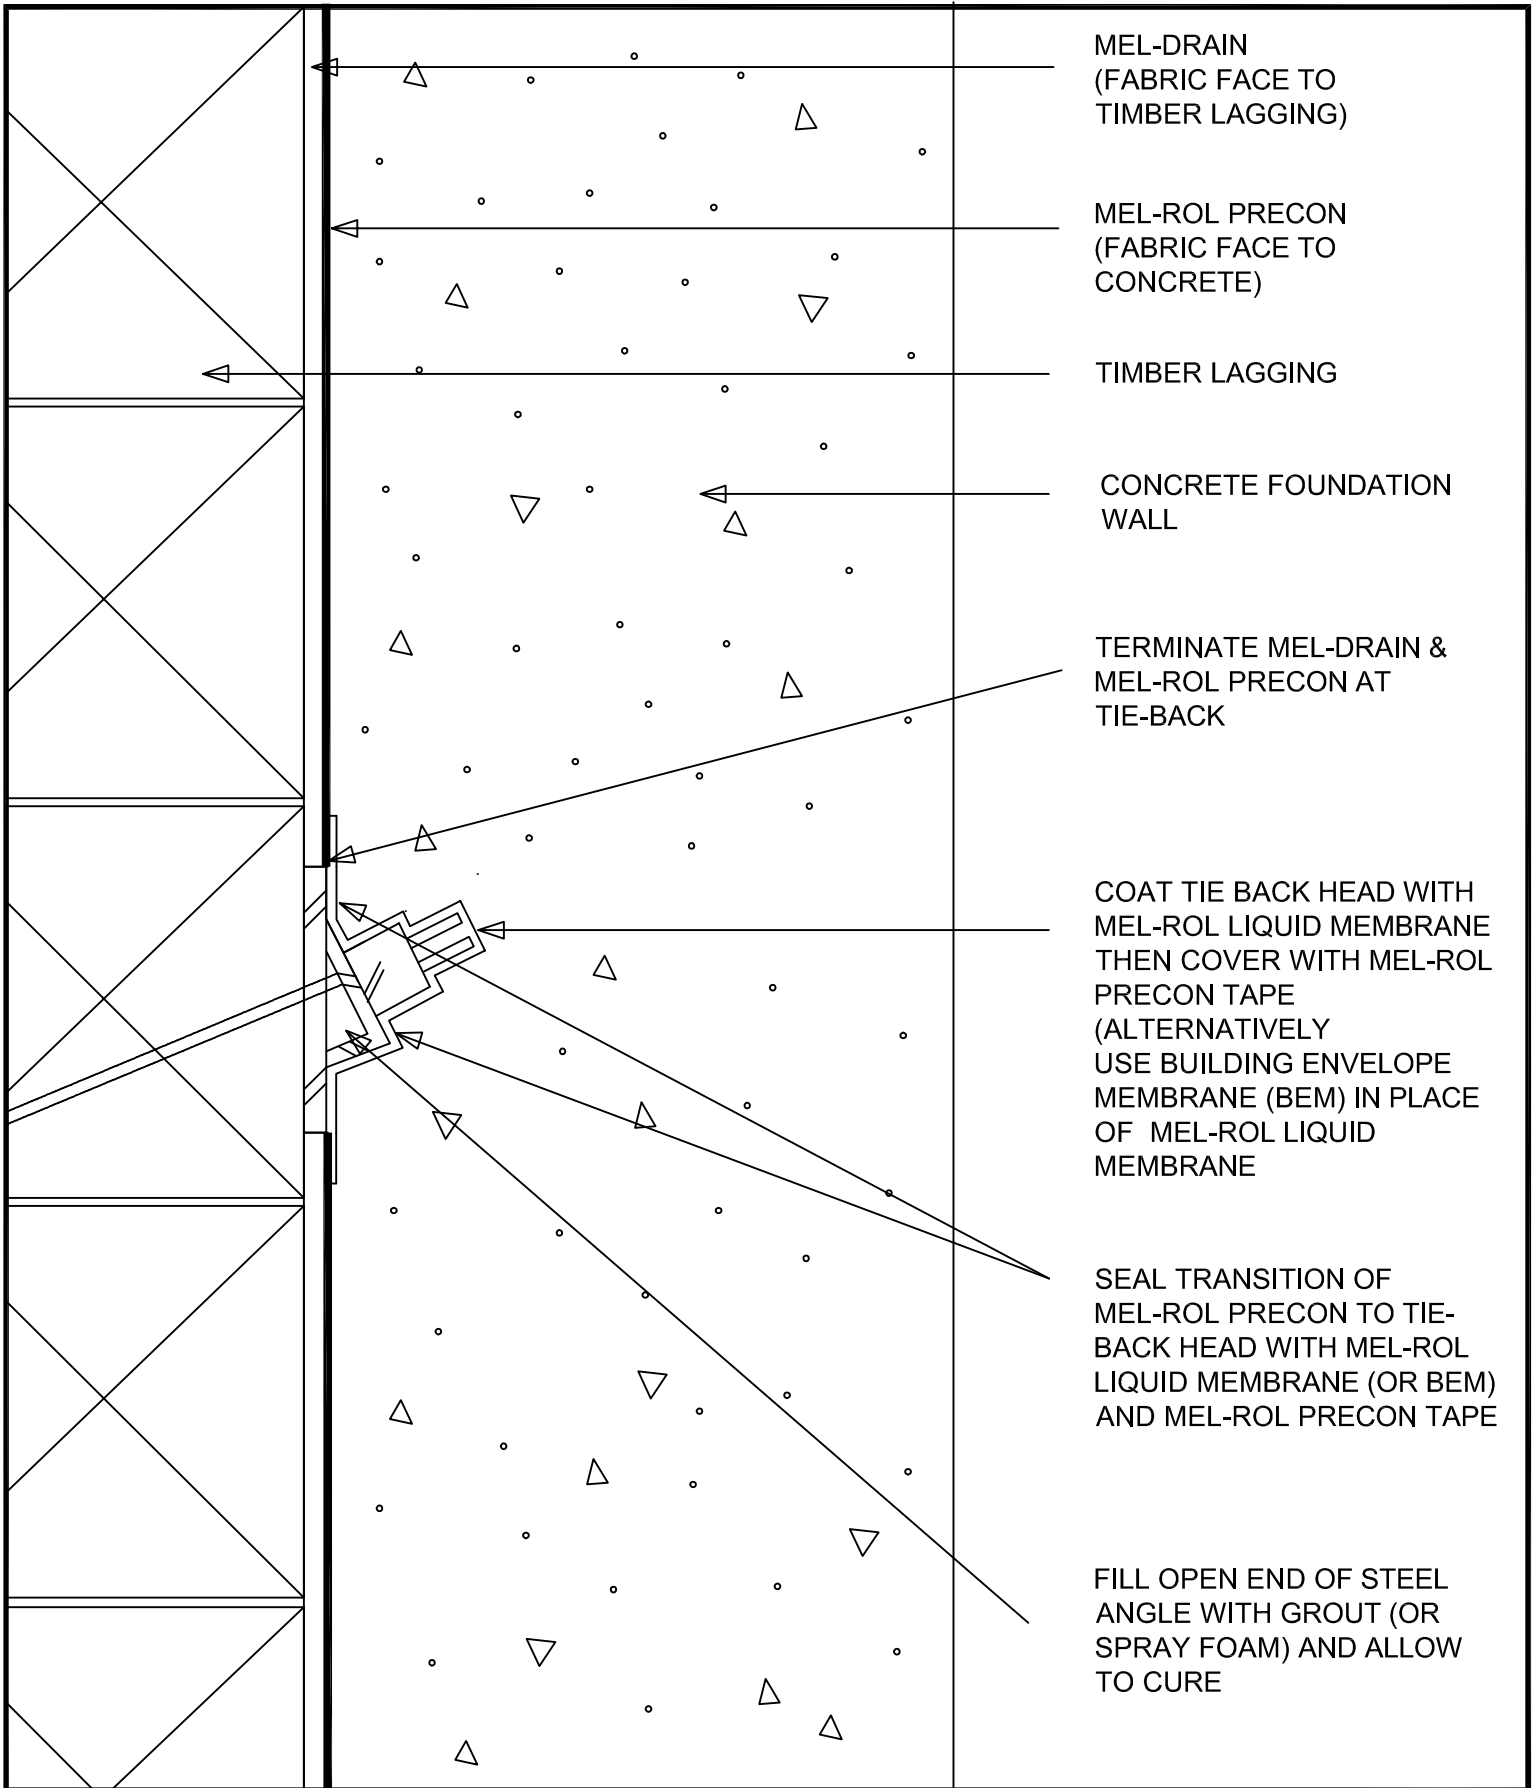 MEL-DRAIN
(FABRIC FACE TO
TIMBER LAGGING)
MEL-ROL PRECON
(FABRIC FACE TO
CONCRETE)
TIMBER LAGGING
CONCRETE FOUNDATION
WALL
TERMINATE MEL-DRAIN &
MEL-ROL PRECON AT
TIE-BACK
COAT TIE BACK HEAD WITH
MEL-ROL LIQUID MEMBRANE
THEN COVER WITH MEL-ROL
PRECON TAPE
(ALTERNATIVELY
USE BUILDING ENVELOPE
MEMBRANE (BEM) IN PLACE
OF  MEL-ROL LIQUID
MEMBRANE
SEAL TRANSITION OF
MEL-ROL PRECON TO TIE-
BACK HEAD WITH MEL-ROL
LIQUID MEMBRANE (OR BEM)
AND MEL-ROL PRECON TAPE
FILL OPEN END OF STEEL
ANGLE WITH GROUT (OR
SPRAY FOAM) AND ALLOW
TO CURE